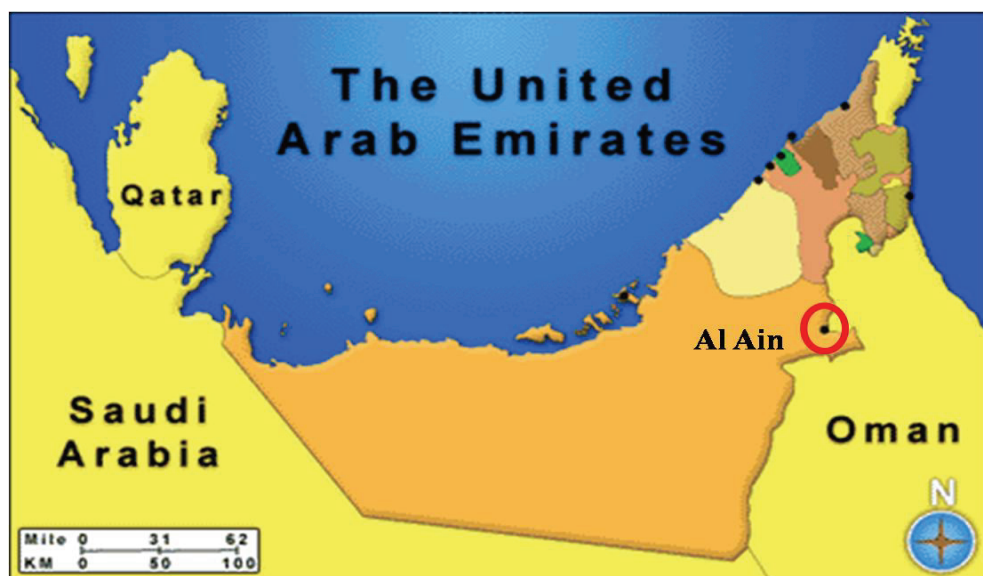 The United
Arab Emirates
Qatar
Al Ain
Saudi
Arabia
Oman
N
Mile 0 31 62
KM 0 50 100